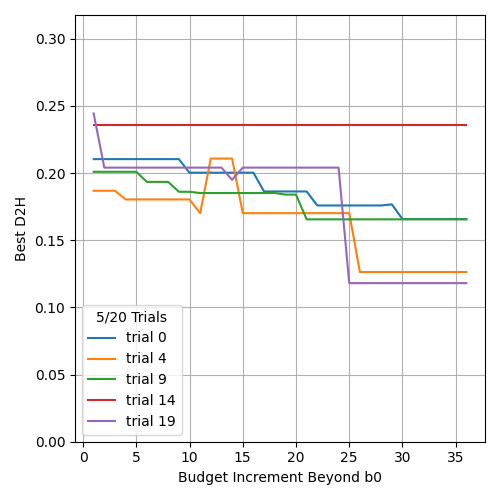 0.30
0.25
0.20
0.15
0.10
0.05
0.00
Best D2H
5/20 Trials
trial 0
trial 4
trial 9
trial 14
trial 19
0 5 10 15 20 25 30 35
Budget Increment Beyond b0